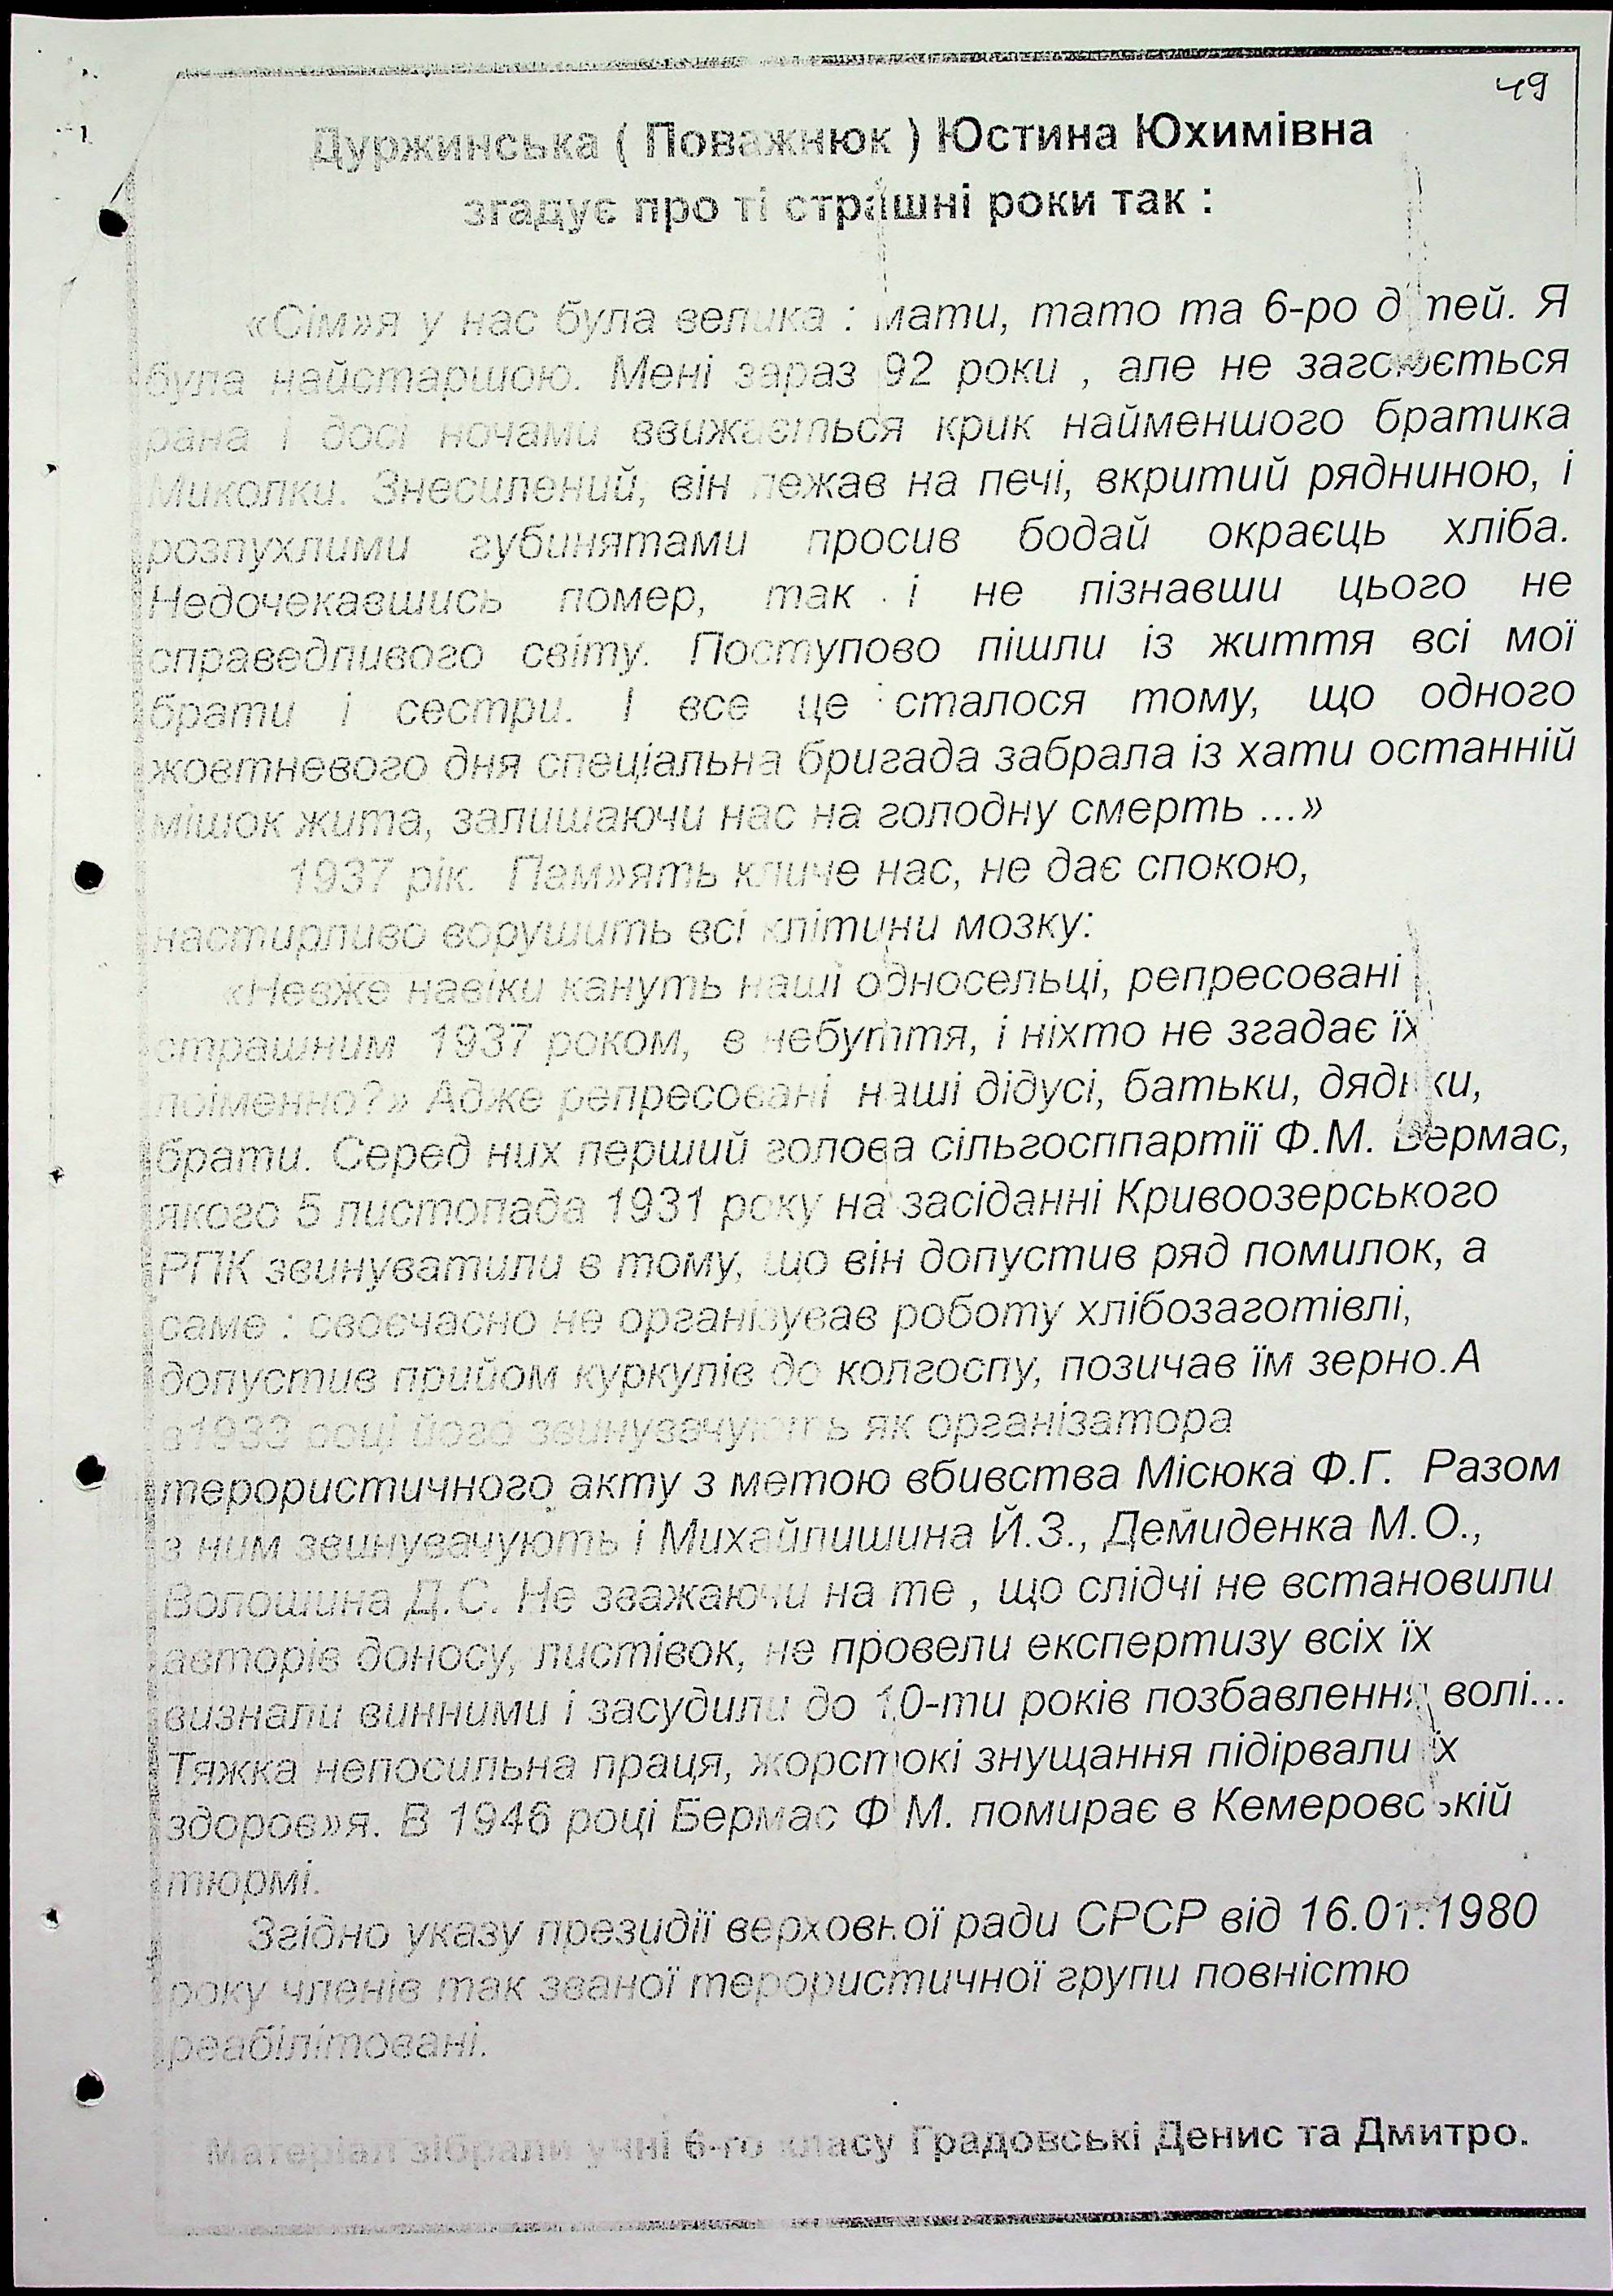 49
Дуржинська ( Поважнюк ) Юстина Юхимівна
згадує про ті страшні роки так :
«Сім»я у нас була велика : мати, тато та 6-ро дітей. Я
була найстаршою. Мені зараз 92 роки , але не загоюється
рана і досі ночами ввижається крик найменшого братика
Миколки. Знесилений, він лежав на печі, вкритий рядниною, і
розпухлими губинятами просив бодай окраєць хліба.
Недочекавшись помер, так і не пізнавши цього не
справедливого світу. Поступово пішли із життя всі мої
брати і сестри. І все це сталося тому, що одного
жовтневого дня спеціальна бригада забрала із хати останній
мішок жита, залишаючи нас на голодну смерть ...»
1937 рік. Пам»ять кличе нас, не дає спокою,
настирливо ворушить всі клітини мозку:
«Невже навіки кануть наші односельці, репресовані
страшним 1937 роком, в небуття, і ніхто не згадає їх
поіменно?» Адже репресовані наші дідусі, батьки, дядьки,
брати. Серед них перший голова сільгосппартії Ф.М. Бермас,
якого 5 листопада 1931 року на засіданні Кривоозерського
РПК звинуватили в тому, що він допустив ряд помилок, а
саме : своєчасно не організував роботу хлібозаготівлі,
допустив прийом куркулів до колгоспу, позичав їм зерно.А
в1933 році його звинувачують як організатора
терористичного акту з метою вбивства Місюка Ф.Г. Разом
з ним звинувачують і Михайлишина Й.З., Демиденка М.О.,
Волошина Д.С. Не зважаючи на те , що слідчі не встановили
авторів доносу, листівок, не провели експертизу всіх їх
визнали винними і засудили до 10-ти років позбавлення волі...
Тяжка непосильна праця, жорстокі знущання підірвали їх
здоров»я. В 1946 році Бермас Ф.М. помирає в Кемеровській
тюрмі.
Згідно указу президії верховної ради СРСР від 16.01.1980
року членів так званої терористичної групи повністю
реабілітовані.
Матеріал зібрали учні 6-го класу Градовські Денис та Дмитро.